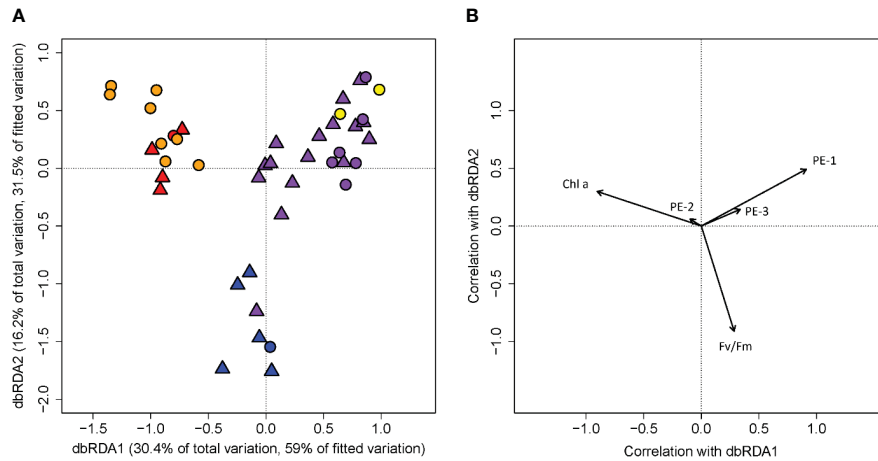 A
dbRDA2 (16.2% of total variation, 31.5% of fitted variation)
1.0
0.5
0.0
−0.5
−1.0
−1.5
−2.0
−1.5
−1.0
−0.5
0.0
0.5
1.0
dbRDA1 (30.4% of total variation, 59% of fitted variation)
B
Correlation with dbRDA2
1.0
0.5
0.0
−0.5
−1.0
PE-1
Chl a
PE-2
PE-3
Fv/Fm
−1.0
−0.5
0.0
0.5
1.0
Correlation with dbRDA1